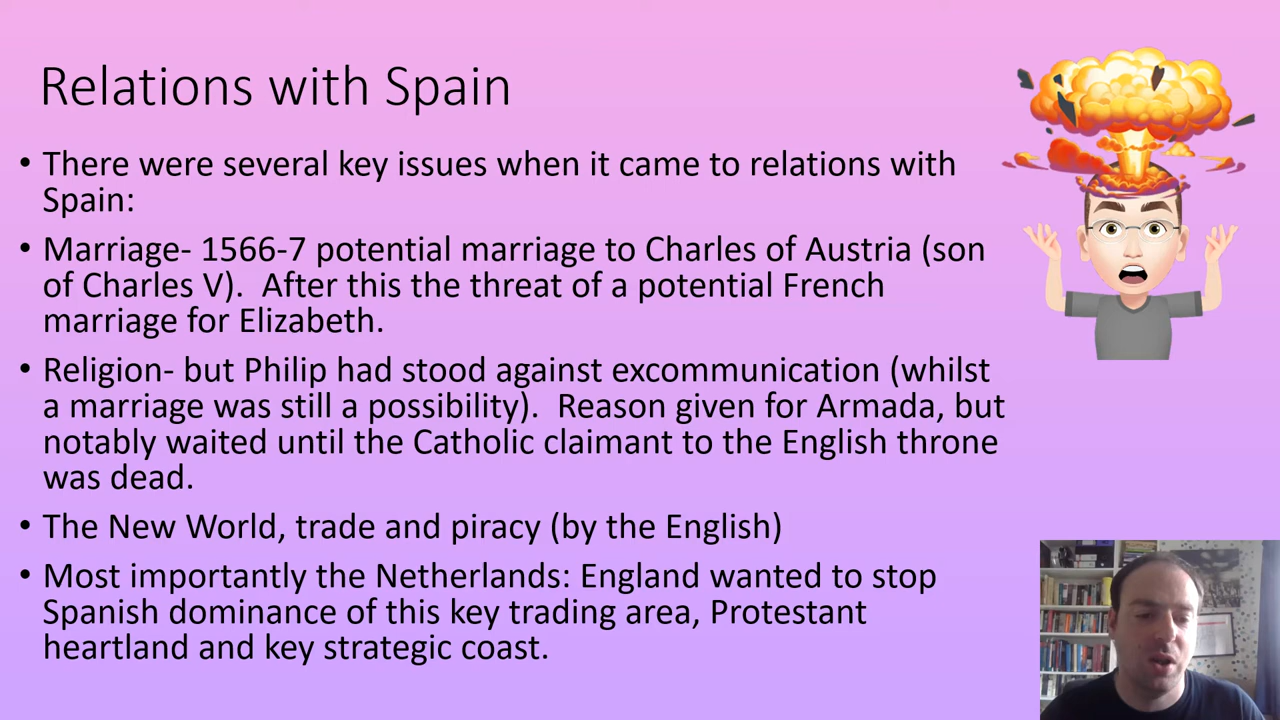 Relations with Spain
• There were several key issues when it came to relations with
Spain:
• Marriage- 1566-7 potential marriage to Charles of Austria (son
of Charles V).  After this the threat of a potential French
marriage for Elizabeth.
• Religion- but Philip had stood against excommunication (whilst
a marriage was still a possibility).  Reason given for Armada, but
notably waited until the Catholic claimant to the English throne
was dead.
• The New World, trade and piracy (by the English)
• Most importantly the Netherlands: England wanted to stop
Spanish dominance of this key trading area, Protestant
heartland and key strategic coast.